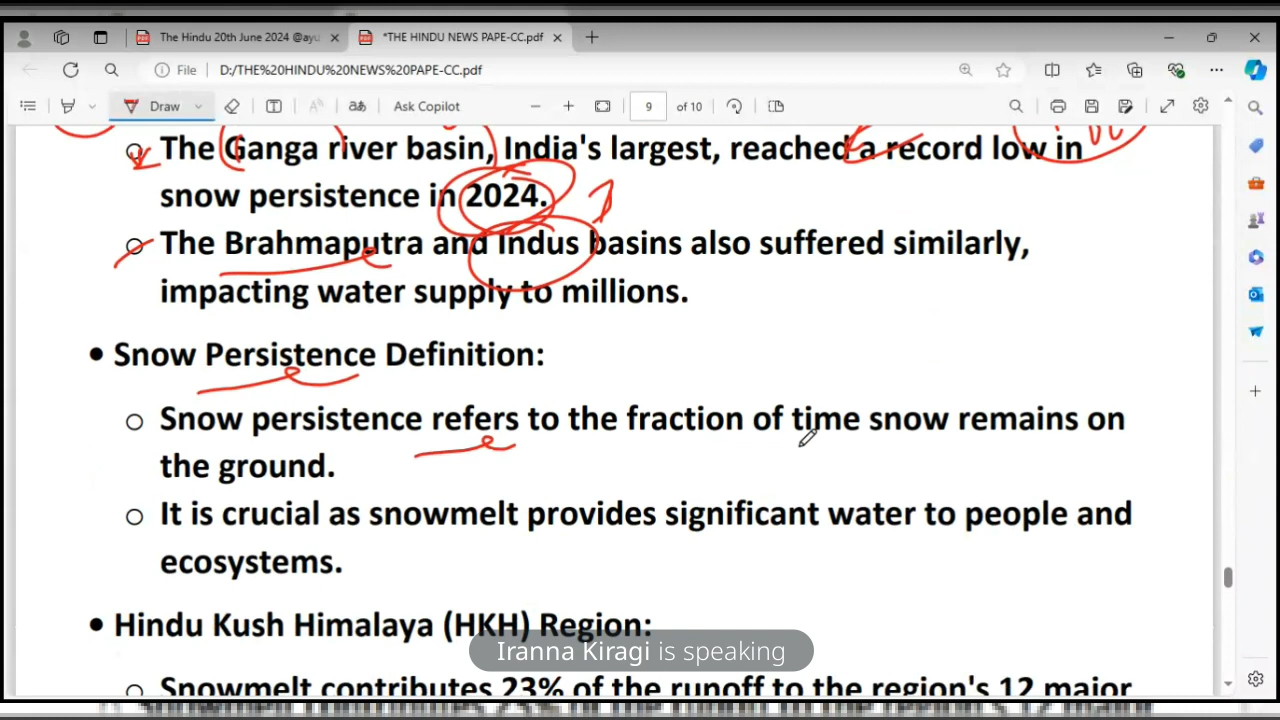 The Hindu 20th June 2024 @ayu
*THE HINDU NEWS PAPE-CC.pdf
File D:/THE%20HINDU%20NEWS%20PAPE-CC.pdf
Draw Ask Copilot 9 of 10
The Ganga river basin, India's largest, reached a record low in
snow persistence in 2024.
The Brahmaputra and Indus basins also suffered similarly,
impacting water supply to millions.
• Snow Persistence Definition:
Snow persistence refers to the fraction of time snow remains on
the ground.
It is crucial as snowmelt provides significant water to people and
ecosystems.
• Hindu Kush Himalaya (HKH) Region:
Iranna Kiragi is speaking
Snowmelt contributes 23% of the runoff to the region's 12 major